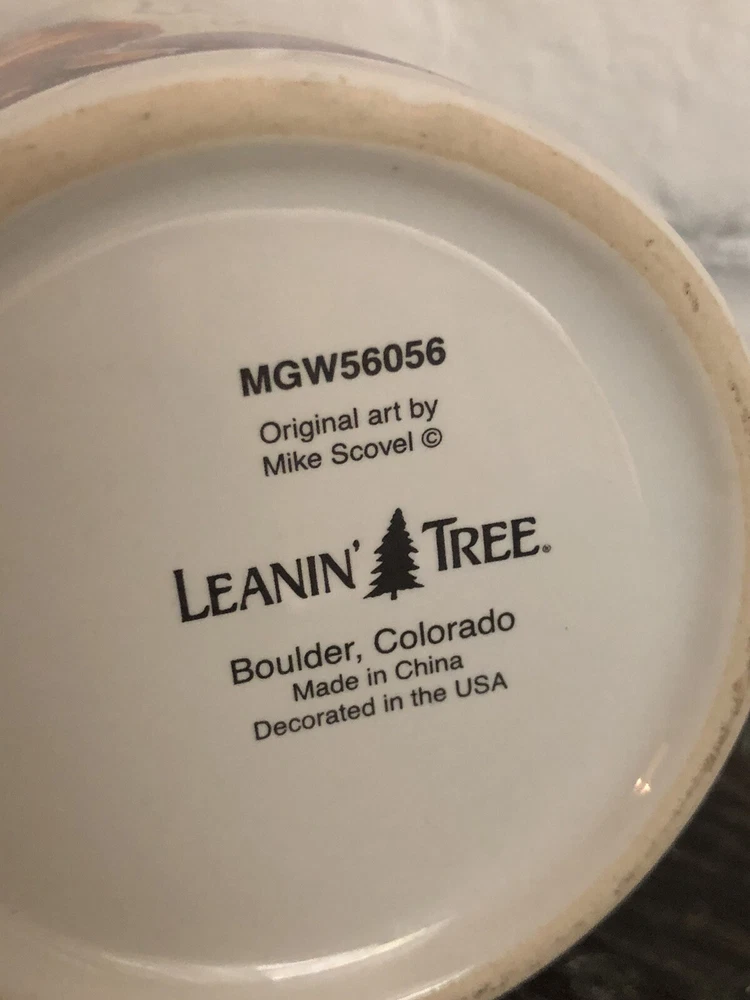 MGW56056
Original art by
Mike Scovel ©
LEANIN' TREE®
Boulder, Colorado
Made in China
Decorated in the USA